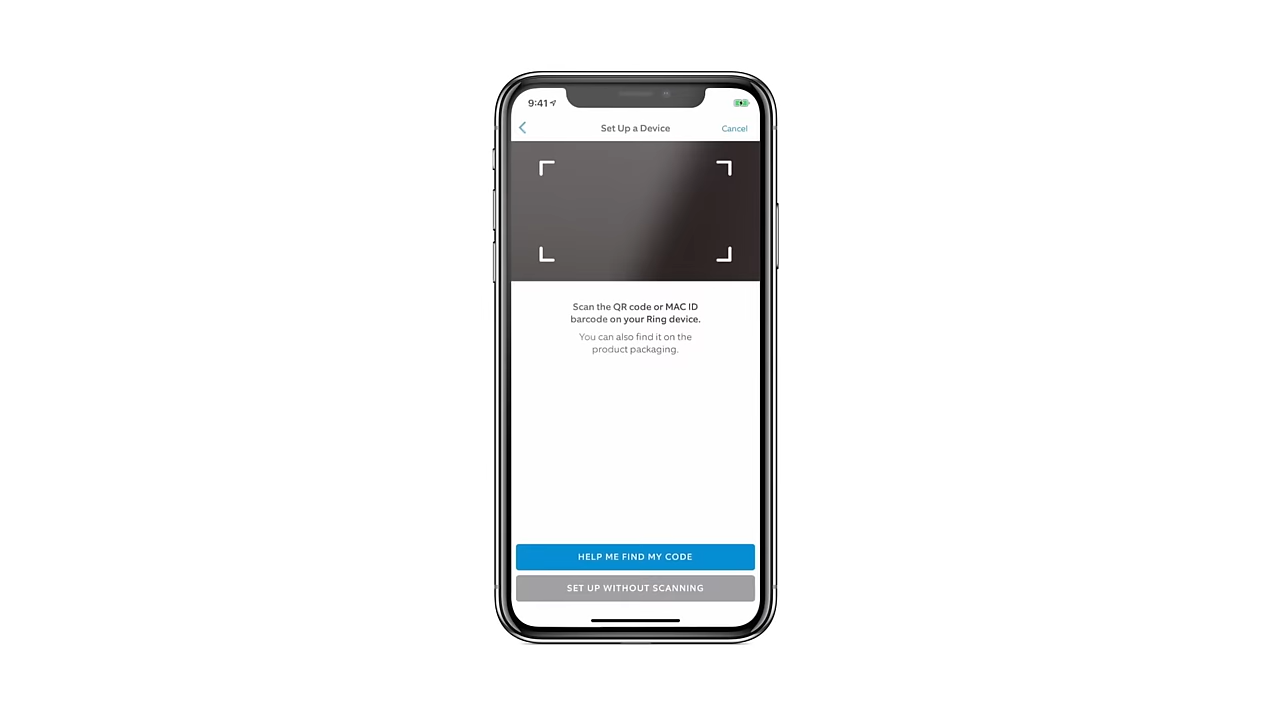 9:41
Set Up a Device
Cancel
Scan the QR code or MAC ID
barcode on your Ring device.
You can also find it on the
product packaging.
HELP ME FIND MY CODE
SET UP WITHOUT SCANNING